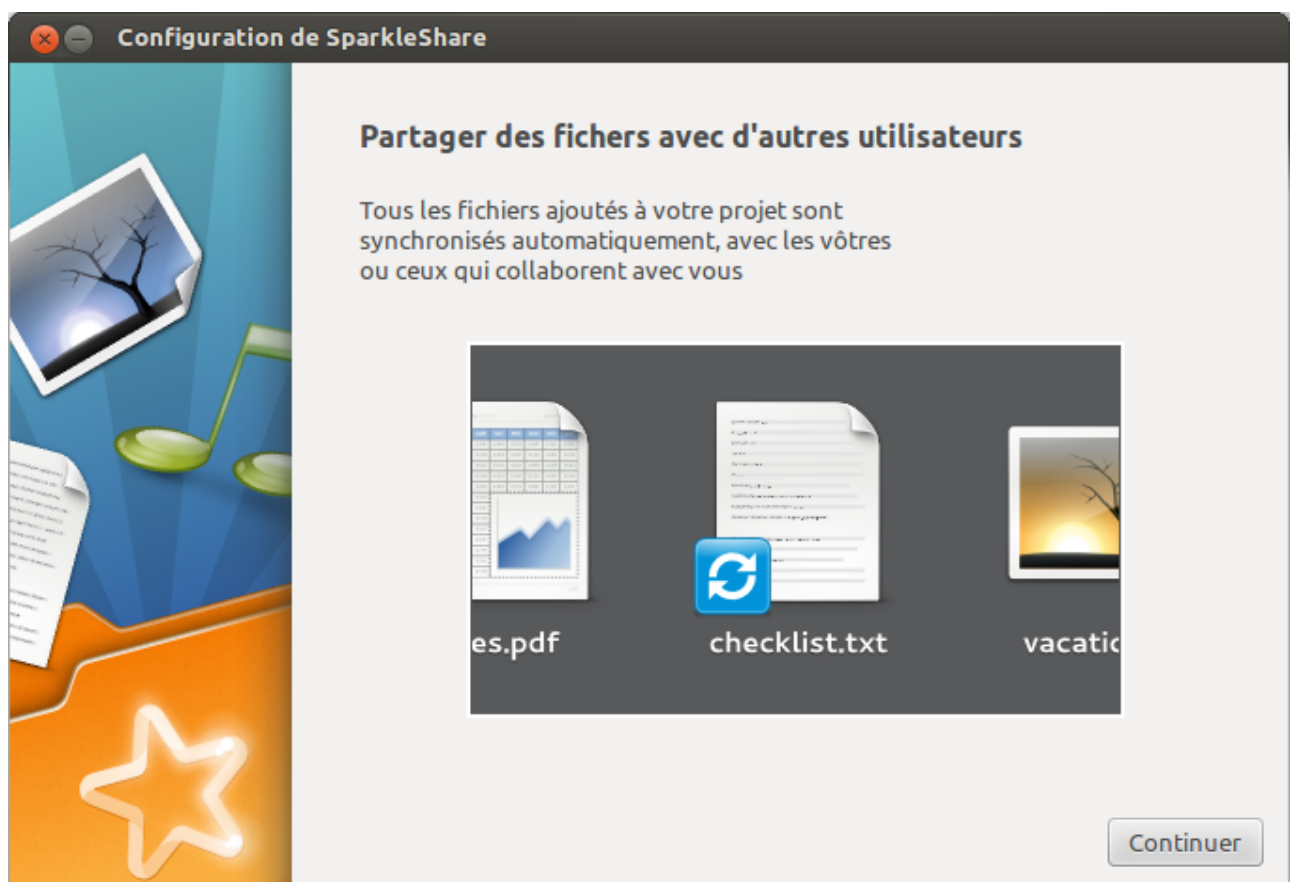 Configuration de SparkleShare
Partager des fichers avec d'autres utilisateurs
Tous les fichiers ajoutés à votre projet sont
synchronisés automatiquement, avec les vôtres
ou ceux qui collaborent avec vous
es.pdf checklist.txt vacatic
Continuer